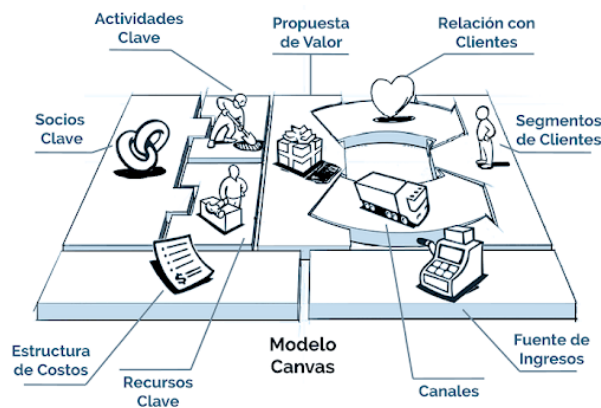 Actividades
Clave
Propuesta
de Valor
Relación con
Clientes
Socios
Clave
Segmentos
de Clientes
Estructura
de Costos
Recursos
Clave
Modelo
Canvas
Canales
Fuente de
Ingresos
$